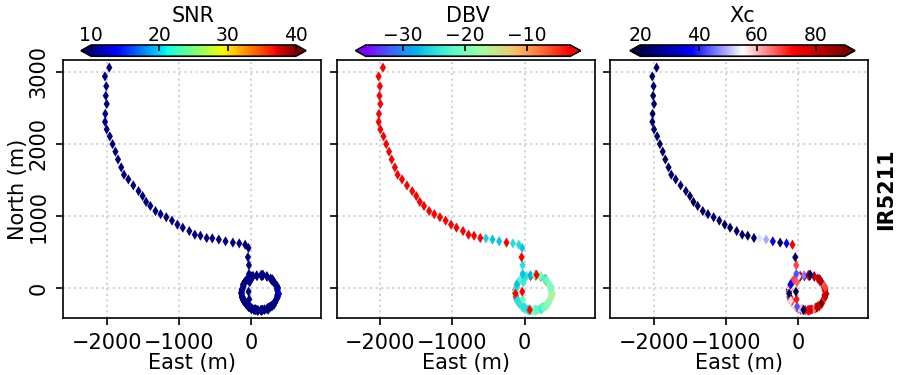 SNR DBV Xc
10 20 30 40 −30 −20 −10 20 40 60 80
3000
2000
1000
0
North (m)
IR5211
−2000 −1000 0 −2000 −1000 0 −2000 −1000 0
East (m) East (m) East (m)